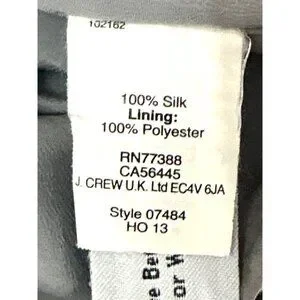 102162
100% Silk
Lining:
100% Polyester
RN77388
CA56445
J. CREW U.K. Ltd EC4V 6JA
Style 07484
HO 13